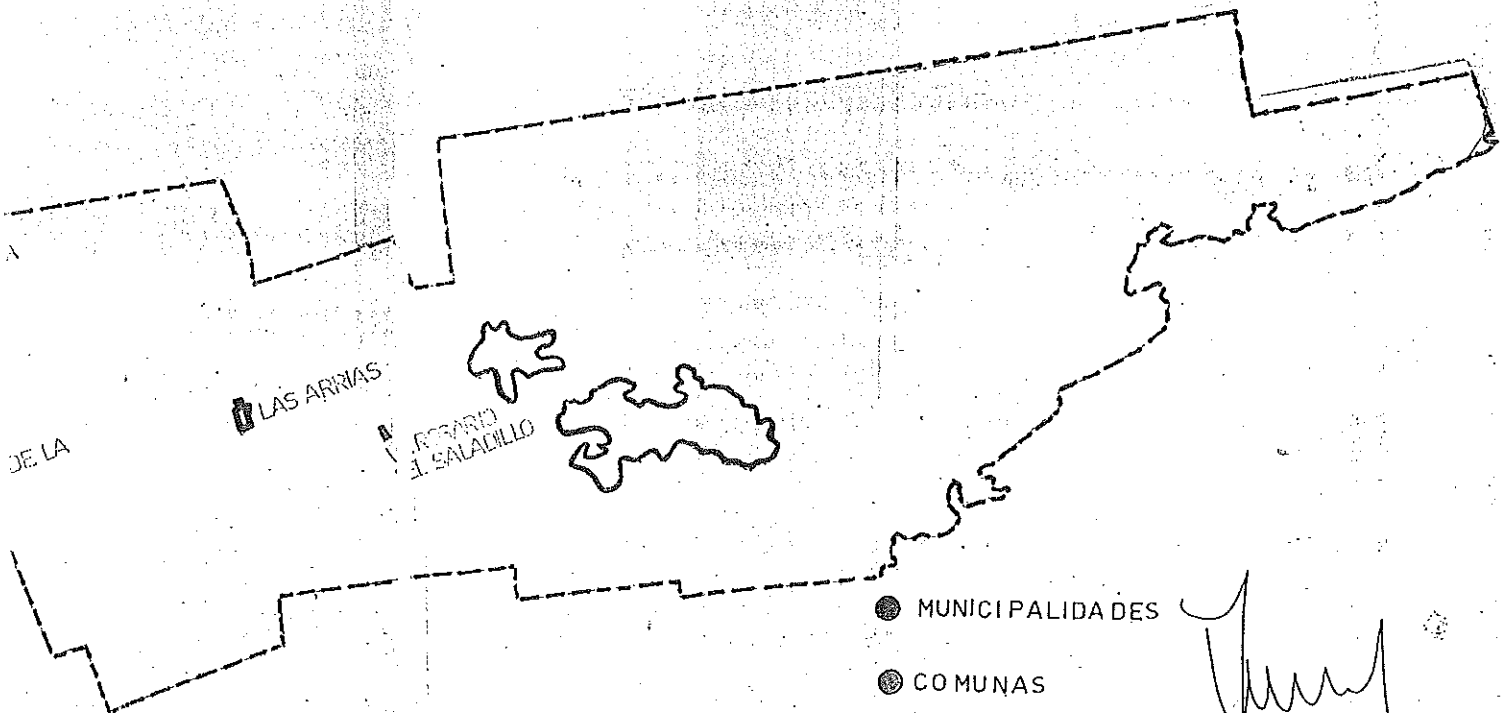 A
LAS ARRIAS
ROSARIO
EL SALADILLO
DE LA
MUNICIPALIDADES
COMUNAS